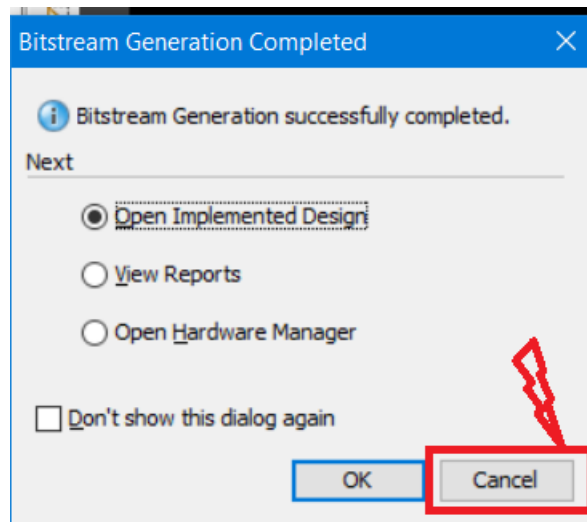 Bitstream Generation Completed
Bitstream Generation successfully completed.
Next
Open Implemented Design
View Reports
Open Hardware Manager
Don't show this dialog again
OK
Cancel